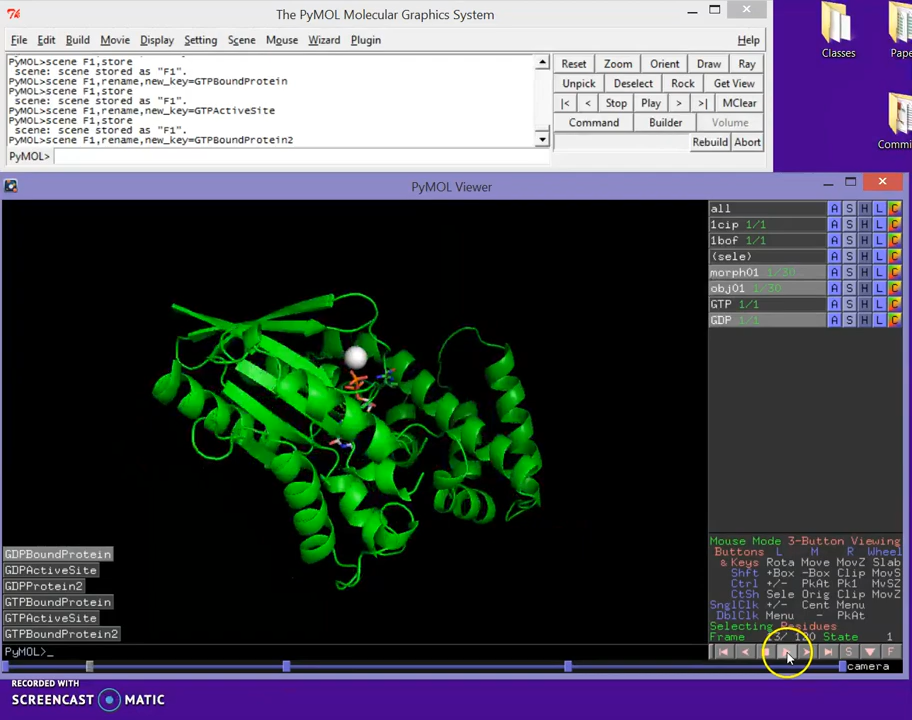 The PyMOL Molecular Graphics System
File Edit Build Movie Display Setting Scene Mouse Wizard Plugin Help
PyMOL>scene F1,store
scene: scene stored as "F1".
PyMOL>scene F1,rename,new_key=GTPBoundProtein
PyMOL>scene F1,store
scene: scene stored as "F1".
PyMOL>scene F1,rename,new_key=GTPActiveSite
PyMOL>scene F1,store
scene: scene stored as "F1".
PyMOL>scene F1,rename,new_key=GTPBoundProtein2
PyMOL>
Reset Zoom Orient Draw Ray
Unpick Deselect Rock Get View
|< < Stop Play > >| MClear
Command Builder Volume
Rebuild Abort
Classes
PyMOL Viewer
all A S H L C
1cip 1/1 A S H L C
1bof 1/1 A S H L C
(sele) A S H L C
morph01 1/30 A S H L C
obj01 1/30 A S H L C
GTP 1/1 A S H L C
GDP 1/1 A S H L C
GDPBoundProtein
GDPActiveSite
GDPProtein2
GTPBoundProtein
GTPActiveSite
GTPBoundProtein2
PyMOL>_
Mouse Mode 3-Button Viewing
Buttons L M R Wheel
& Keys Rota Move MovZ Slab
Shft +Box -Box Clip MovS
Ctrl +/- PkAt Pk1 MvSZ
CtSh Sele Orig Clip MovZ
SnglClk +/- Cent Menu
DblClk Menu - PkAt
Selecting Residues
Frame 13/ 120 State 1
S F
camera
RECORDED WITH
SCREENCAST MATIC